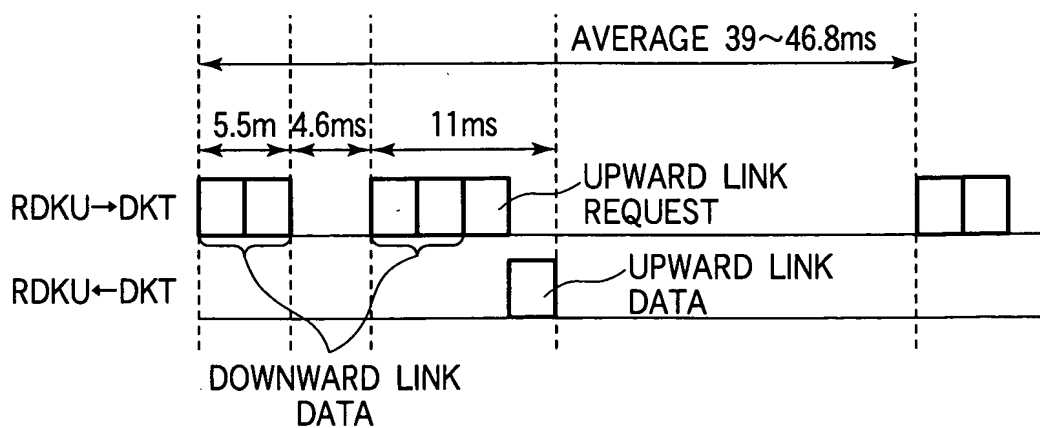 AVERAGE 39~46.8ms
5.5m
4.6ms
11ms
RDKU→DKT
UPWARD LINK
REQUEST
RDKU←DKT
UPWARD LINK
DATA
DOWNWARD LINK
DATA